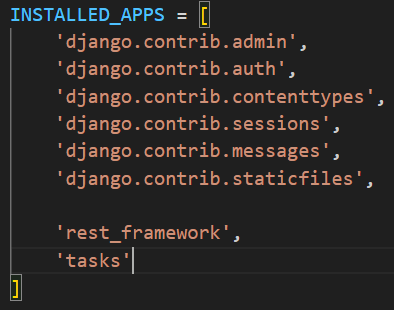 INSTALLED_APPS = [
    'django.contrib.admin',
    'django.contrib.auth',
    'django.contrib.contenttypes',
    'django.contrib.sessions',
    'django.contrib.messages',
    'django.contrib.staticfiles',

    'rest_framework',
    'tasks'
]